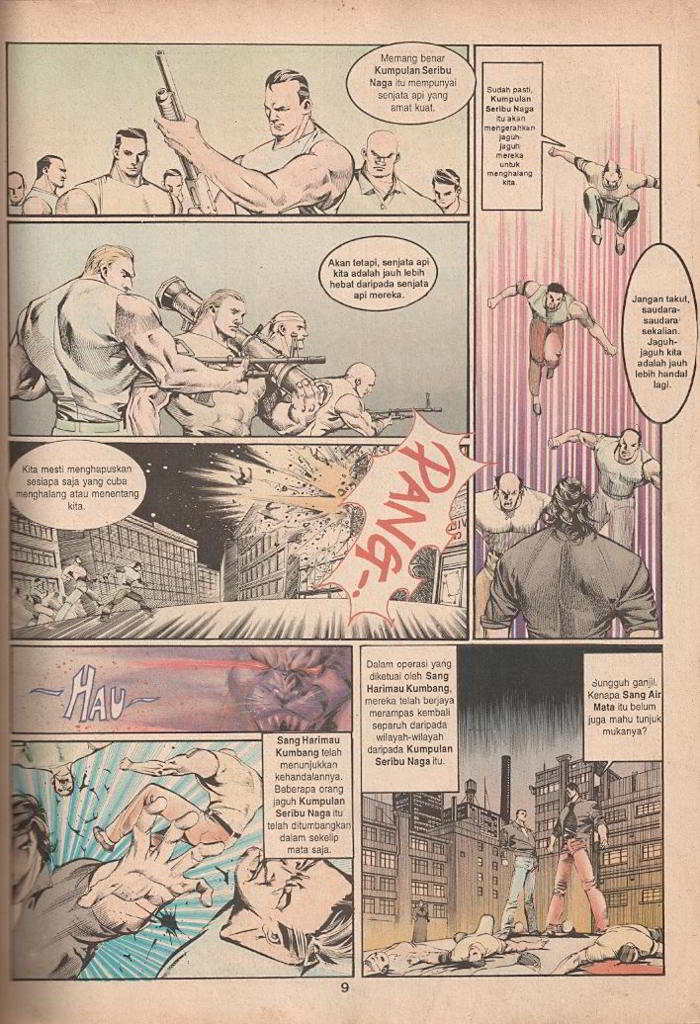 Memang benar
Kumpulan Seribu
Naga itu mempunyai
senjata api yang
amat kuat.
Akan tetapi, senjata api
kita adalah jauh lebih
hebat daripada senjata
api mereka.
Kita mesti menghapuskan
sesiapa saja yang cuba
menghalang atau menentang
kita.
PANG!
Sudah pasti,
Kumpulan
Seribu Naga
itu akan
mengerahkan
jaguh-
jaguh
mereka
untuk
menghalang
kita.
Jangan takut,
saudara-
saudara
sekalian.
Jaguh-
jaguh kita
adalah jauh
lebih handal
lagi.
~HAU~
Sang Harimau
Kumbang telah
menunjukkan
kehandalannya.
Beberapa orang
jaguh Kumpulan
Seribu Naga itu
telah ditumbangkan
dalam sekelip
mata saja.
Dalam operasi yang
diketuai oleh Sang
Harimau Kumbang,
mereka telah berjaya
merampas kembali
separuh daripada
wilayah-wilayah
daripada Kumpulan
Seribu Naga itu.
Sungguh ganjil.
Kenapa Sang Air
Mata itu belum
juga mahu tunjuk
mukanya?
9